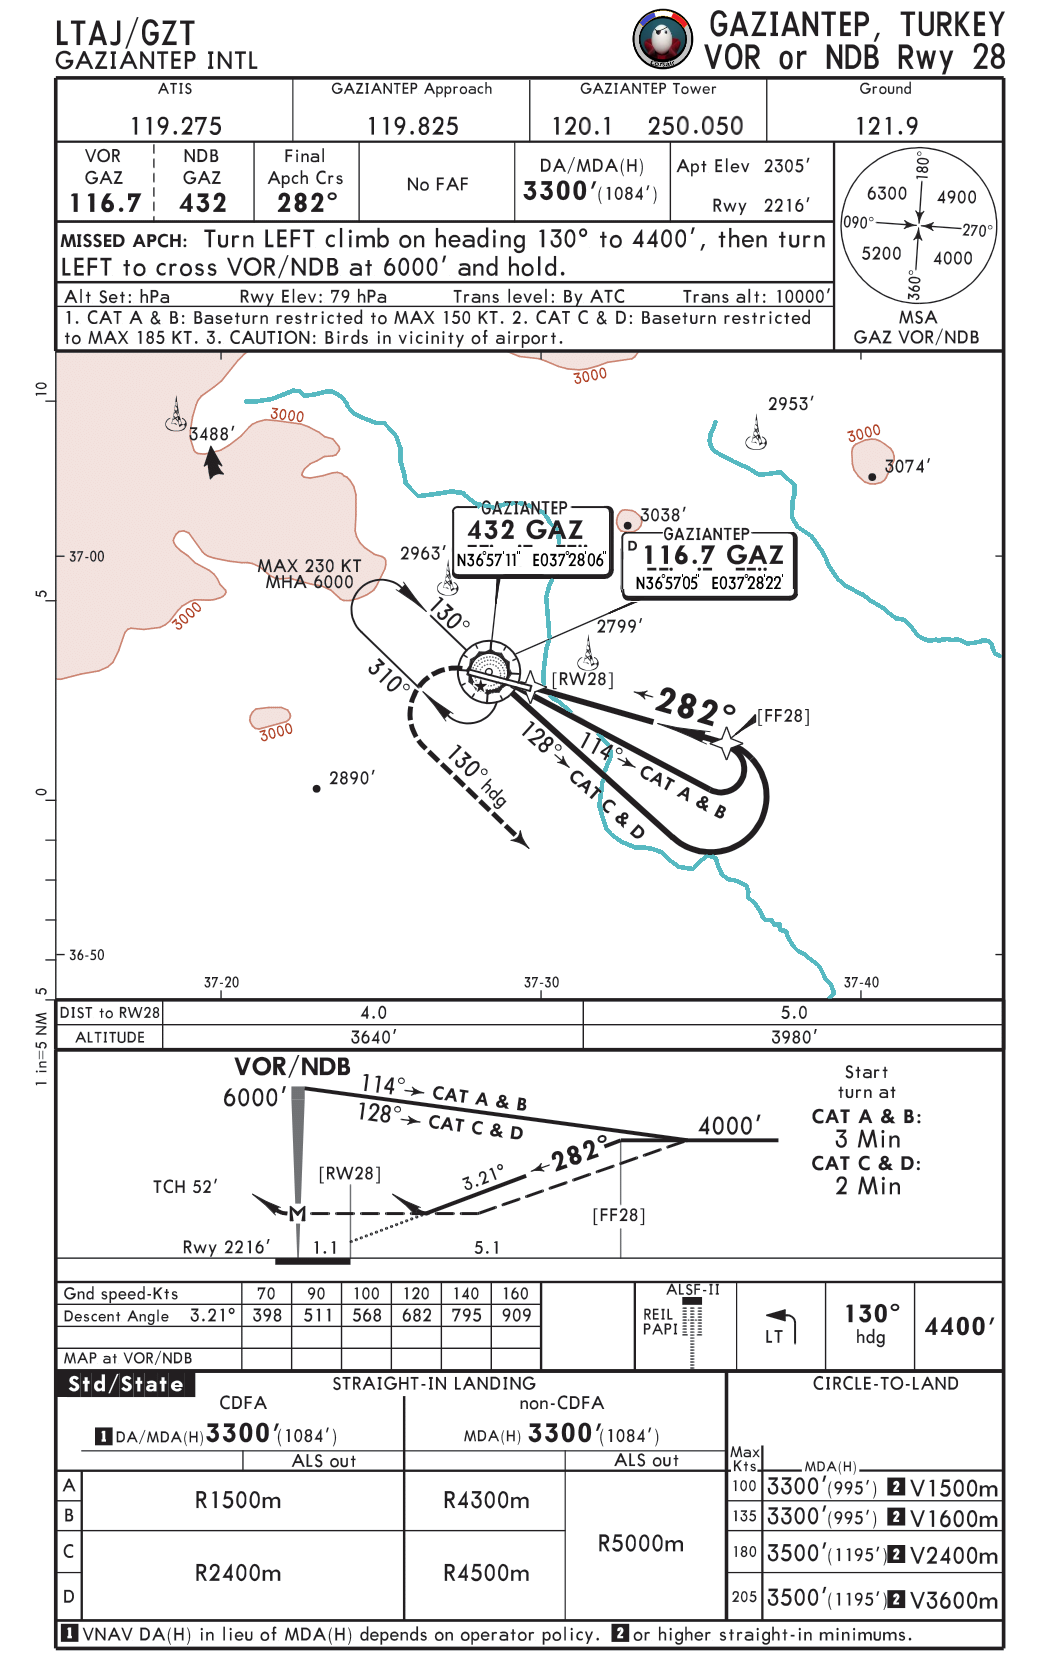 LTAJ/GZT
GAZIANTEP INTL
GAZIANTEP, TURKEY
VOR or NDB Rwy 28
ATIS
119.275
GAZIANTEP Approach
119.825
GAZIANTEP Tower
120.1 250.050
Ground
121.9
VOR
GAZ
116.7
NDB
GAZ
432
Final
Apch Crs
282°
No FAF
DA/MDA(H)
3300'(1084')
Apt Elev 2305'
Rwy 2216'
MISSED APCH: Turn LEFT climb on heading 130° to 4400', then turn
LEFT to cross VOR/NDB at 6000' and hold.
Alt Set: hPa Rwy Elev: 79 hPa Trans level: By ATC Trans alt: 10000'
1. CAT A & B: Baseturn restricted to MAX 150 KT. 2. CAT C & D: Baseturn restricted
to MAX 185 KT. 3. CAUTION: Birds in vicinity of airport.
180°
6300
4900
090°
270°
5200
4000
360°
MSA
GAZ VOR/NDB
10
5
0
5
1 in=5 NM
3000
3000
2953'
3488'
3000
3074'
3038'
GAZIANTEP
432 GAZ
N36°57'11" E037°28'06"
D
GAZIANTEP
116.7 GAZ
N36°57'05" E037°28'22"
37-00
MAX 230 KT
MHA 6000
2963'
130°
3000
2799'
310°
[RW28]
282°
[FF28]
3000
2890'
130° hdg
128°
CAT C & D
114°
CAT A & B
36-50
37-20
37-30
37-40
DIST to RW28 4.0 5.0
ALTITUDE 3640' 3980'
VOR/NDB
6000'
114° CAT A & B
128° CAT C & D
4000'
282°
3.21°
[RW28]
TCH 52'
M
[FF28]
Rwy 2216'
1.1
5.1
Start
turn at
CAT A & B:
3 Min
CAT C & D:
2 Min
Gnd speed-Kts 70 90 100 120 140 160
Descent Angle 3.21° 398 511 568 682 795 909
MAP at VOR/NDB
ALSF-II
REIL
PAPI
LT
130°
hdg
4400'
Std/State
STRAIGHT-IN LANDING
CIRCLE-TO-LAND
CDFA
non-CDFA
1 DA/MDA(H) 3300'(1084')
MDA(H) 3300'(1084')
ALS out
ALS out
Max
Kts
MDA(H)
A
B
C
D
R1500m
R2400m
R4300m
R4500m
R5000m
100 3300'(995') 2 V1500m
135 3300'(995') 2 V1600m
180 3500'(1195') 2 V2400m
205 3500'(1195') 2 V3600m
1 VNAV DA(H) in lieu of MDA(H) depends on operator policy. 2 or higher straight-in minimums.